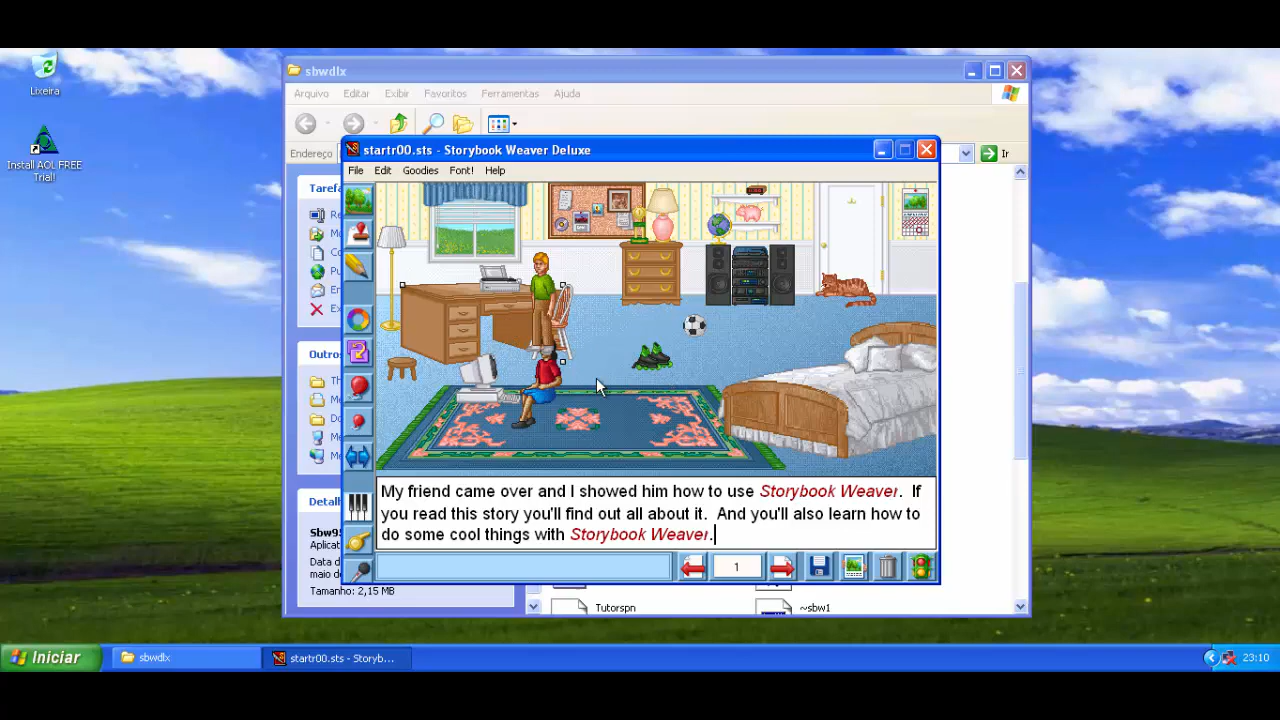 Lixeira
Install AOL FREE
Trial!
sbwdlx
Arquivo Editar Exibir Favoritos Ferramentas Ajuda
Endereço
Ir
startr00.sts - Storybook Weaver Deluxe
File Edit Goodies Font! Help
My friend came over and I showed him how to use Storybook Weaver. If
you read this story you'll find out all about it. And you'll also learn how to
do some cool things with Storybook Weaver.
1
Tarefa
Outros
Detalh
Aplicati
Data d
maio d
Tamanho: 2,15 MB
Tutorspn
~sbw1
Iniciar
sbwdlx
startr00.sts - Storyb...
23:10